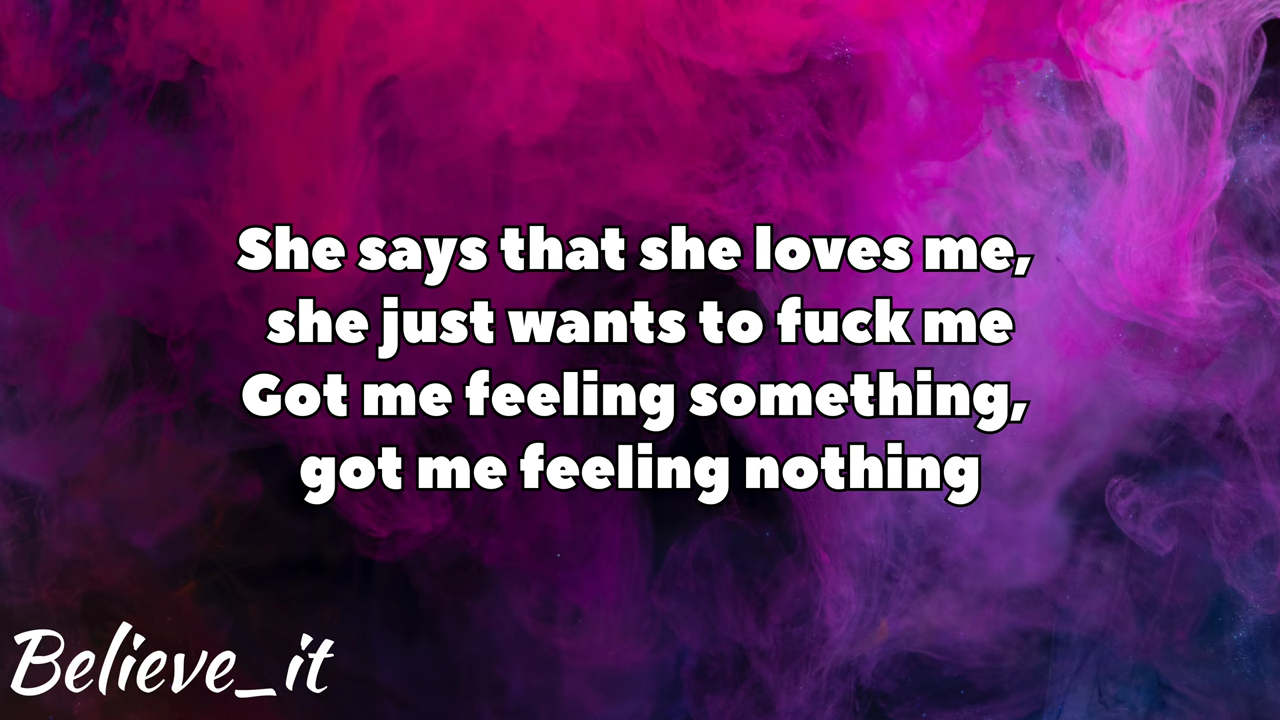 She says that she loves me,
she just wants to fuck me
Got me feeling something,
got me feeling nothing
Believe_it